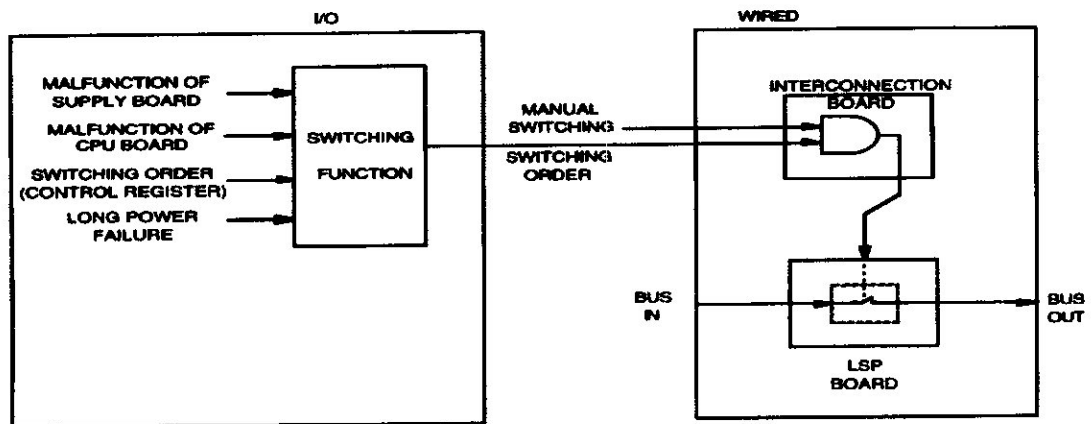 I/O
MALFUNCTION OF
SUPPLY BOARD
MALFUNCTION OF
CPU BOARD
SWITCHING ORDER
(CONTROL REGISTER)
LONG POWER
FAILURE
SWITCHING
FUNCTION
MANUAL
SWITCHING
SWITCHING
ORDER
WIRED
INTERCONNECTION
BOARD
BUS
IN
BUS
OUT
LSP
BOARD